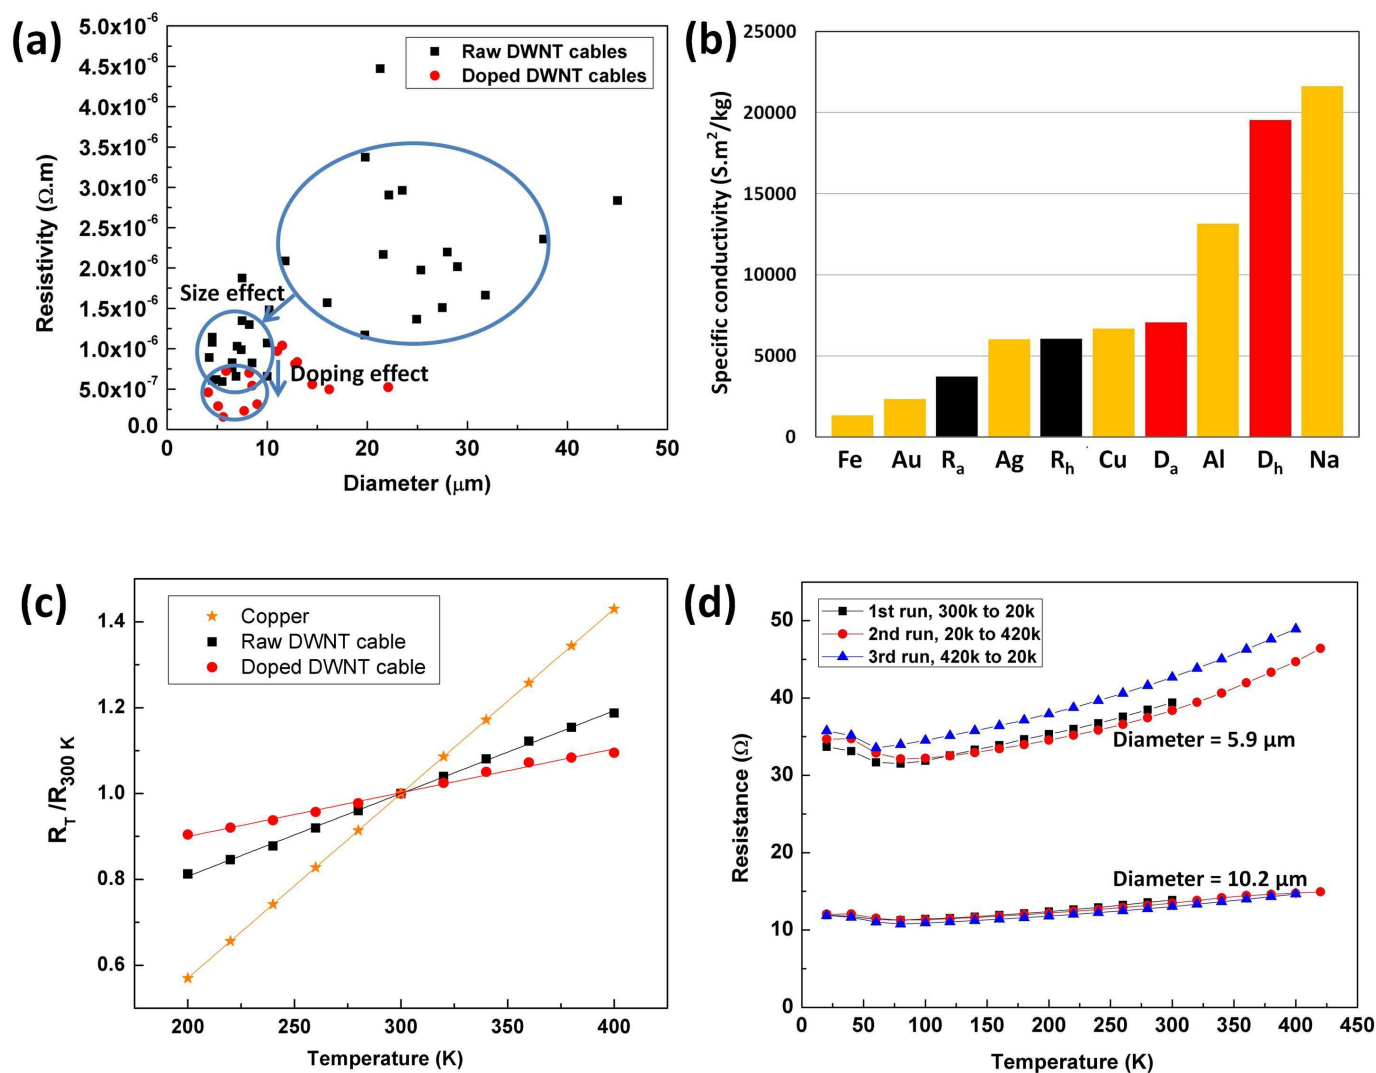 (a)
Raw DWNT cables
Doped DWNT cables
Size effect
Doping effect
5.0x10⁻⁶
4.5x10⁻⁶
4.0x10⁻⁶
3.5x10⁻⁶
3.0x10⁻⁶
2.5x10⁻⁶
2.0x10⁻⁶
1.5x10⁻⁶
1.0x10⁻⁶
5.0x10⁻⁷
0.0
Resistivity (Ω.m)
0 10 20 30 40 50
Diameter (μm)
(b)
25000
20000
15000
10000
5000
0
Specific conductivity (S.m²/kg)
Fe Au Rₐ Ag Rₕ Cu Dₐ Al Dₕ Na
(c)
Copper
Raw DWNT cable
Doped DWNT cable
1.4
1.2
1.0
0.8
0.6
R_T /R_300 K
200 250 300 350 400
Temperature (K)
(d)
1st run, 300k to 20k
2nd run, 20k to 420k
3rd run, 420k to 20k
Diameter = 5.9 μm
Diameter = 10.2 μm
50
40
30
20
10
0
Resistance (Ω)
0 50 100 150 200 250 300 350 400 450
Temperature (K)